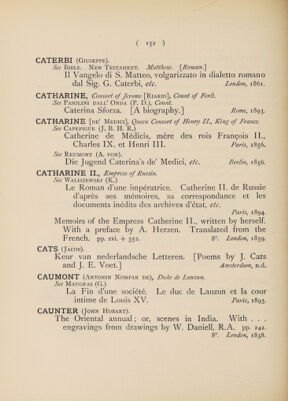 ( 151 )
CATERBI (Giuseppe).
See Bible. New Testament. Matthew. [Roman.]
Il Vangelo di S. Matteo, volgarizzato in dialetto romano
dal Sig. G. Caterbi, etc. London, 1861.
CATHARINE, Consort of Jerome [Riario], Count of Forli.
See Pasolini dall' Onda (P. D.), Count.
Caterina Sforza. [A biography.] Rome, 1893.
CATHARINE [de' Medici], Queen Consort of Henry II., King of France.
See Capefigue (J. B. H. R.)
Catherine de Médicis, mère des rois François II.,
Charles IX. et Henri III. Paris, 1856.
See Reumont (A. von).
Die Jugend Caterina's de' Medici, etc. Berlin, 1856.
CATHARINE II., Empress of Russia.
See Waliszewski (K.)
Le Roman d'une impératrice. Catherine II. de Russie
d'après ses mémoires, sa correspondance et les
documents inédits des archives d'état, etc.
Paris, 1894.
Memoirs of the Empress Catherine II., written by herself.
With a preface by A. Herzen. Translated from the
French. pp. xvi. + 352. 8°. London, 1859.
CATS (Jacob).
Keur van nederlandsche Letteren. [Poems by J. Cats
and J. E. Voet.] Amsterdam, n.d.
CAUMONT (Antonin Nompar de), Duke de Lauzun.
See Maugras (G.)
La Fin d'une société. Le duc de Lauzun et la cour
intime de Louis XV. Paris, 1893.
CAUNTER (John Hobart).
The Oriental annual; or, scenes in India. With . . .
engravings from drawings by W. Daniell, R.A. pp. 242.
8°. London, 1838.